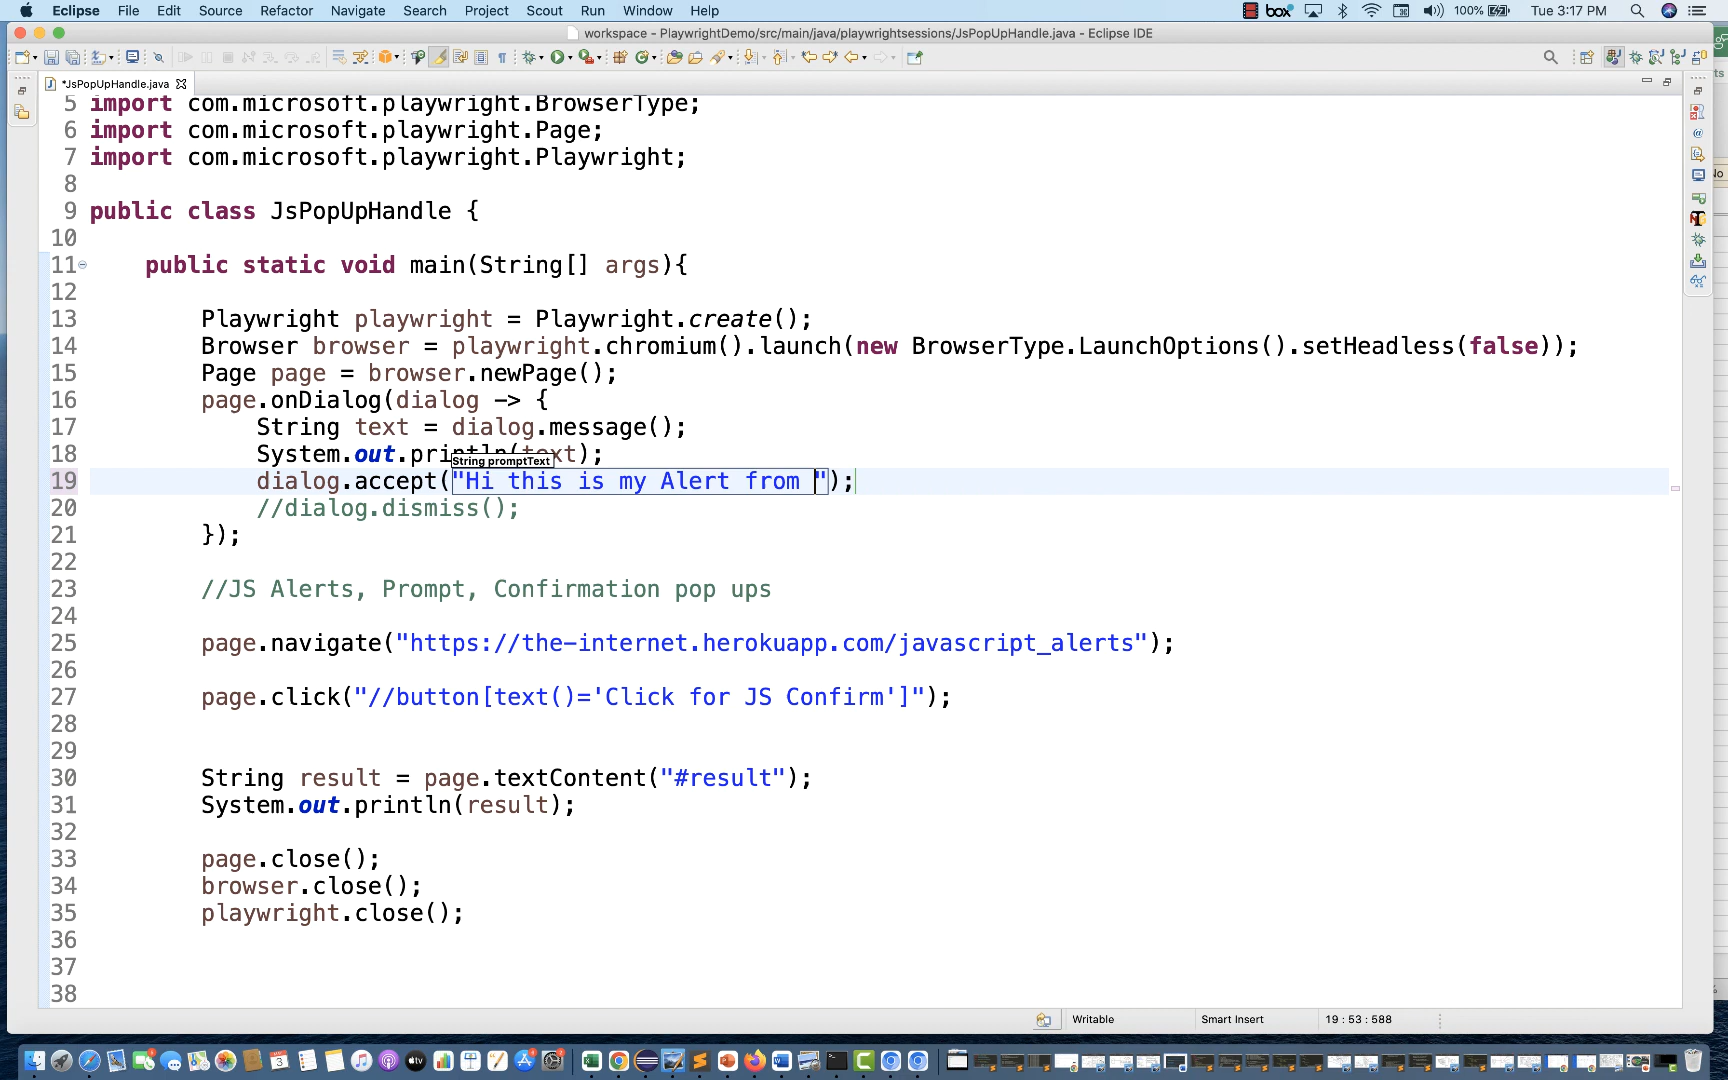 Eclipse File Edit Source Refactor Navigate Search Project Scout Run Window Help box 100% Tue 3:17 PM
workspace - PlaywrightDemo/src/main/java/playwrightsessions/JsPopUpHandle.java - Eclipse IDE
*JsPopUpHandle.java
5 import com.microsoft.playwright.BrowserType;
6 import com.microsoft.playwright.Page;
7 import com.microsoft.playwright.Playwright;
8
9 public class JsPopUpHandle {
10
11 public static void main(String[] args){
12
13 Playwright playwright = Playwright.create();
14 Browser browser = playwright.chromium().launch(new BrowserType.LaunchOptions().setHeadless(false));
15 Page page = browser.newPage();
16 page.onDialog(dialog -> {
17 String text = dialog.message();
18 System.out.println(text);
String promptText
19 dialog.accept("Hi this is my Alert from ");
20 //dialog.dismiss();
21 });
22
23 //JS Alerts, Prompt, Confirmation pop ups
24
25 page.navigate("https://the-internet.herokuapp.com/javascript_alerts");
26
27 page.click("//button[text()='Click for JS Confirm']");
28
29
30 String result = page.textContent("#result");
31 System.out.println(result);
32
33 page.close();
34 browser.close();
35 playwright.close();
36
37
38
Writable Smart Insert 19 : 53 : 588